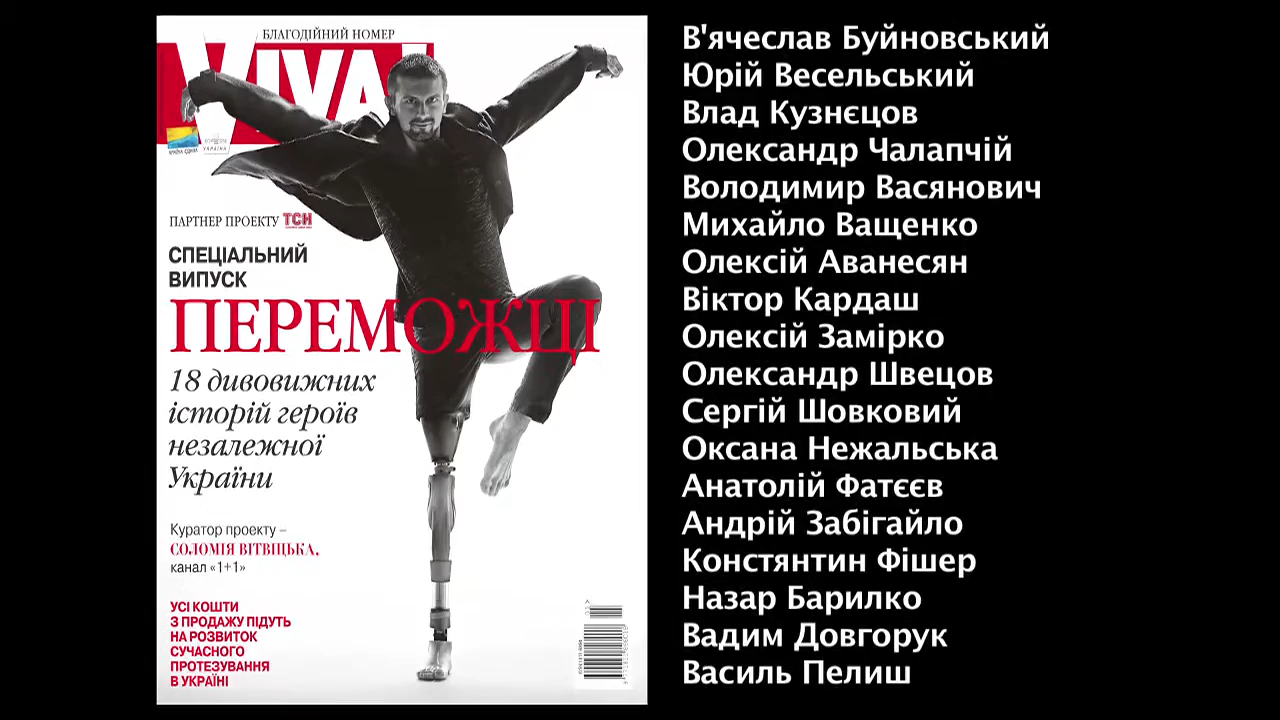 БЛАГОДІЙНИЙ НОМЕР
VIVA!
ПАРТНЕР ПРОЕКТУ ТСН
СПЕЦІАЛЬНИЙ
ВИПУСК
ПЕРЕМОЖЦІ
18 дивовижних
історій героїв
незалежної
України
Куратор проекту –
СОЛОМІЯ ВІТВІЦЬКА,
канал «1+1»
УСІ КОШТИ
З ПРОДАЖУ ПІДУТЬ
НА РОЗВИТОК
СУЧАСНОГО
ПРОТЕЗУВАННЯ
В УКРАЇНІ
В'ячеслав Буйновський
Юрій Весельський
Влад Кузнєцов
Олександр Чалапчій
Володимир Васянович
Михайло Ващенко
Олексій Аванесян
Віктор Кардаш
Олексій Замірко
Олександр Швецов
Сергій Шовковий
Оксана Нежальська
Анатолій Фатєєв
Андрій Забігайло
Констянтин Фішер
Назар Барилко
Вадим Довгорук
Василь Пелиш